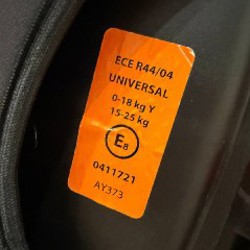 ECE R44/04
UNIVERSAL
0-18 kg Y
15-25 kg
E8
0411721
AY373